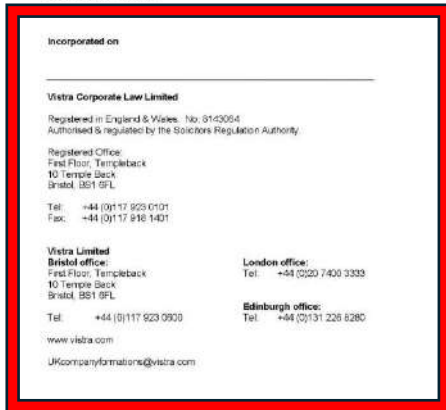 Incorporated on
Vistra Corporate Law Limited
Registered in England & Wales. No: 8143064
Authorised & regulated by the Solicitors Regulation Authority
Registered Office:
First Floor, Templeback
10 Temple Back
Bristol, BS1 6FL
Tel: +44 (0)117 923 0101
Fax: +44 (0)117 918 1401
Vistra Limited
Bristol office:
First Floor, Templeback
10 Temple Back
Bristol, BS1 6FL
Tel: +44 (0)117 923 0600
London office:
Tel: +44 (0)20 7400 3333
Edinburgh office:
Tel: +44 (0)131 226 8280
www.vistra.com
UKcompanyformations@vistra.com